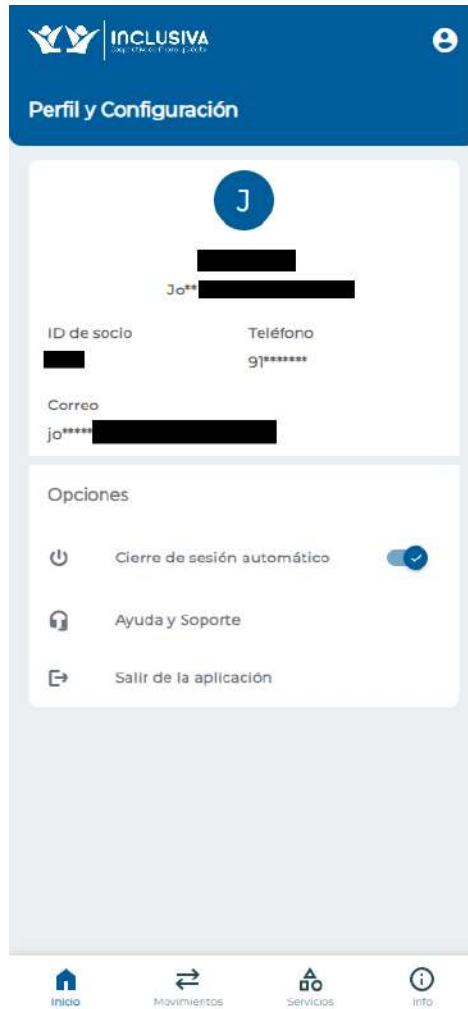 INCLUSIVA
Perfil y Configuración
J
Jo**
ID de socio
Teléfono
91*******
Correo
jo*****
Opciones
Cierre de sesión automático
Ayuda y Soporte
Salir de la aplicación
Inicio
Movimientos
Servicios
Info